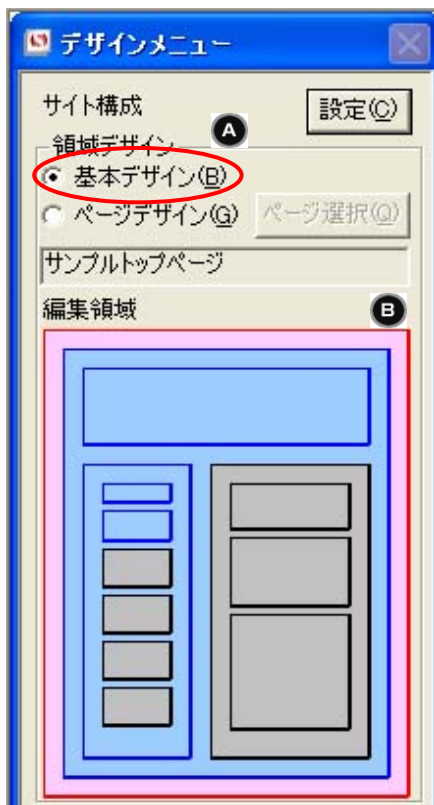 デザインメニュー
サイト構成
設定(C)
A
領域デザイン
基本デザイン(B)
ページデザイン(G)
ページ選択(Q)
サンプルトップページ
編集領域
B